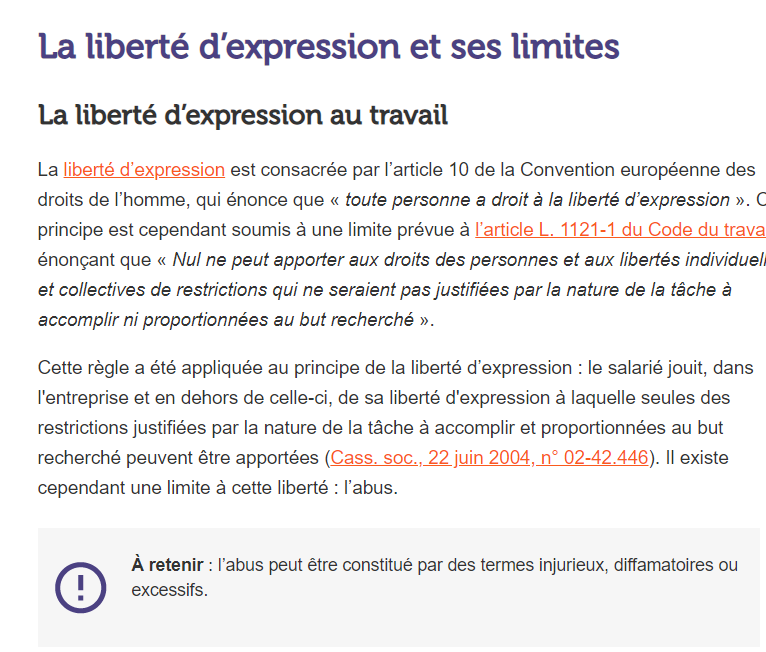 La liberté d’expression et ses limites
La liberté d’expression au travail
La liberté d’expression est consacrée par l’article 10 de la Convention européenne des
droits de l’homme, qui énonce que « toute personne a droit à la liberté d’expression ». C
principe est cependant soumis à une limite prévue à l’article L. 1121-1 du Code du trava
énonçant que « Nul ne peut apporter aux droits des personnes et aux libertés individuell
et collectives de restrictions qui ne seraient pas justifiées par la nature de la tâche à
accomplir ni proportionnées au but recherché ».
Cette règle a été appliquée au principe de la liberté d’expression : le salarié jouit, dans
l'entreprise et en dehors de celle-ci, de sa liberté d'expression à laquelle seules des
restrictions justifiées par la nature de la tâche à accomplir et proportionnées au but
recherché peuvent être apportées (Cass. soc., 22 juin 2004, n° 02-42.446). Il existe
cependant une limite à cette liberté : l’abus.
À retenir : l’abus peut être constitué par des termes injurieux, diffamatoires ou
excessifs.